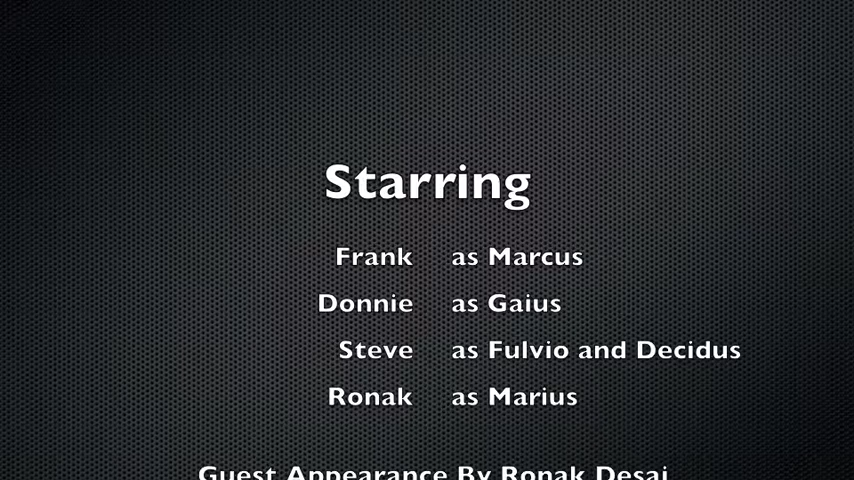 Starring
Frank as Marcus
Donnie as Gaius
Steve as Fulvio and Decidus
Ronak as Marius
Guest Appearance By Ronak Desai